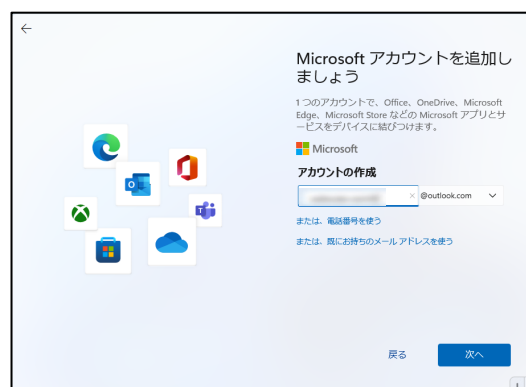 Microsoft アカウントを追加し
ましょう
1 つのアカウントで、Office、OneDrive、Microsoft
Edge、Microsoft Store などの Microsoft アプリとサ
ービスをデバイスに結びつけます。
Microsoft
アカウントの作成
@outlook.com
または、電話番号を使う
または、既にお持ちのメール アドレスを使う
戻る
次へ